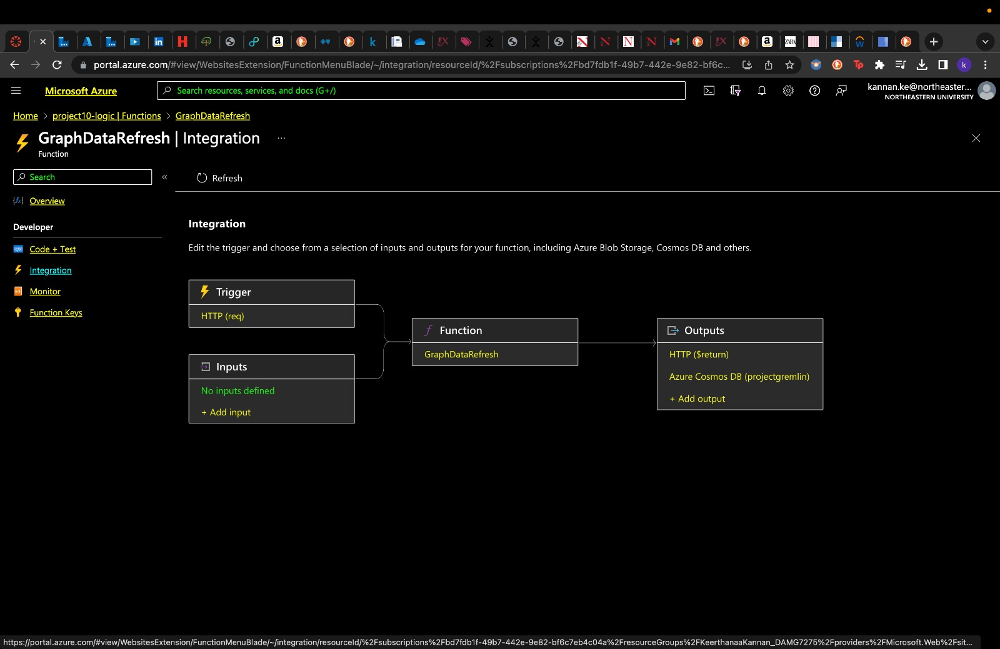 portal.azure.com/#view/WebsitesExtension/FunctionMenuBlade/~/integration/resourceId/%2Fsubscriptions%2Fbd7fdb1f-49b7-442e-9e82-bf6c...
Microsoft Azure
Search resources, services, and docs (G+/)
kannan.ke@northeaster...
NORTHEASTERN UNIVERSITY
Home > project10-logic | Functions > GraphDataRefresh
GraphDataRefresh | Integration ...
Function
Search «
Refresh
Overview
Developer
Code + Test
Integration
Monitor
Function Keys
Integration
Edit the trigger and choose from a selection of inputs and outputs for your function, including Azure Blob Storage, Cosmos DB and others.
Trigger
HTTP (req)
Inputs
No inputs defined
+ Add input
Function
GraphDataRefresh
Outputs
HTTP ($return)
Azure Cosmos DB (projectgremlin)
+ Add output
https://portal.azure.com/#view/WebsitesExtension/FunctionMenuBlade/~/integration/resourceId/%2Fsubscriptions%2Fbd7fdb1f-49b7-442e-9e82-bf6c7eb4c04a%2FresourceGroups%2FKeerthanaaKannan_DAMG7275%2Fproviders%2FMicrosoft.Web%2Fsit...